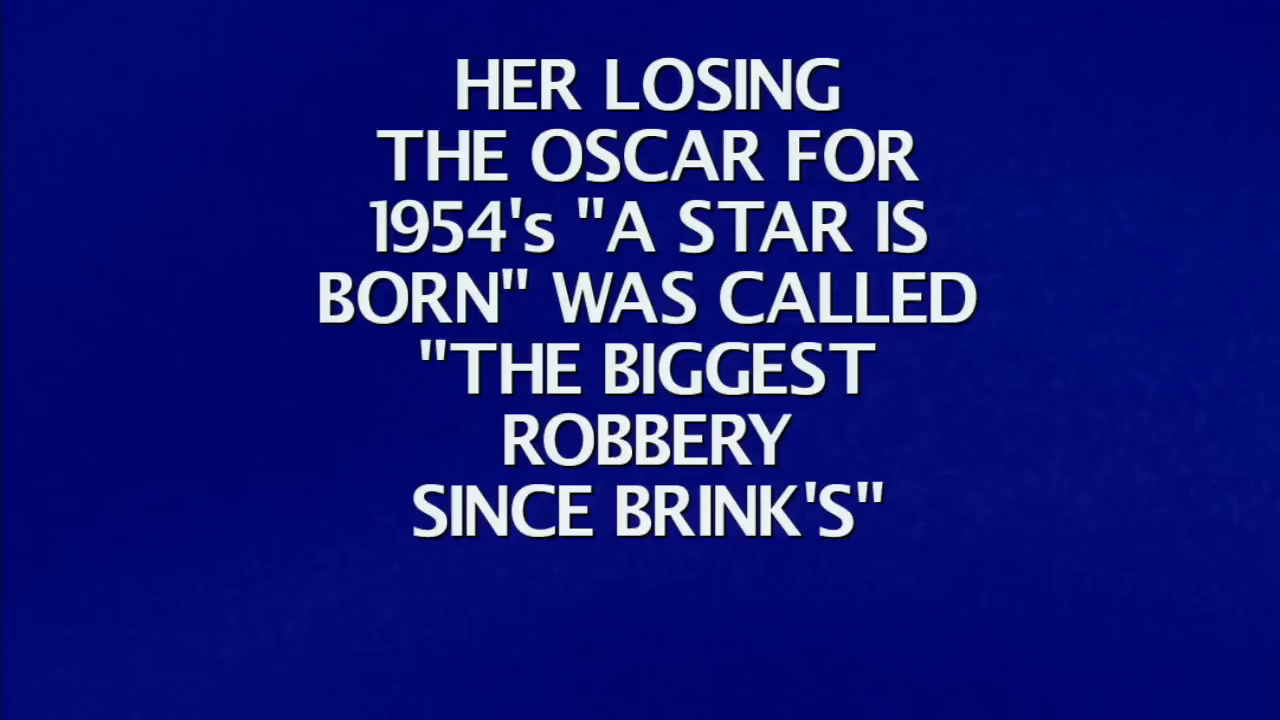 HER LOSING
THE OSCAR FOR
1954's "A STAR IS
BORN" WAS CALLED
"THE BIGGEST
ROBBERY
SINCE BRINK'S"